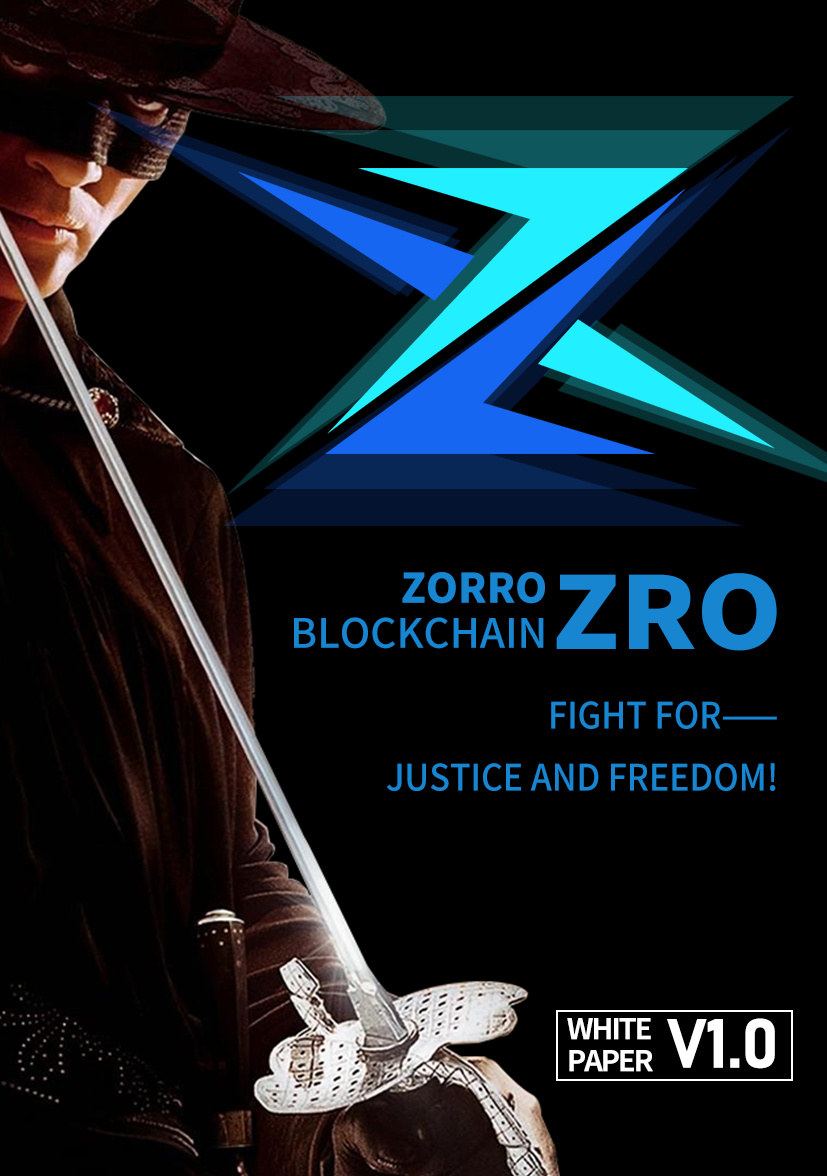 ZORRO
BLOCKCHAIN
ZRO
FIGHT FOR——
JUSTICE AND FREEDOM!
WHITE
PAPER
V1.0